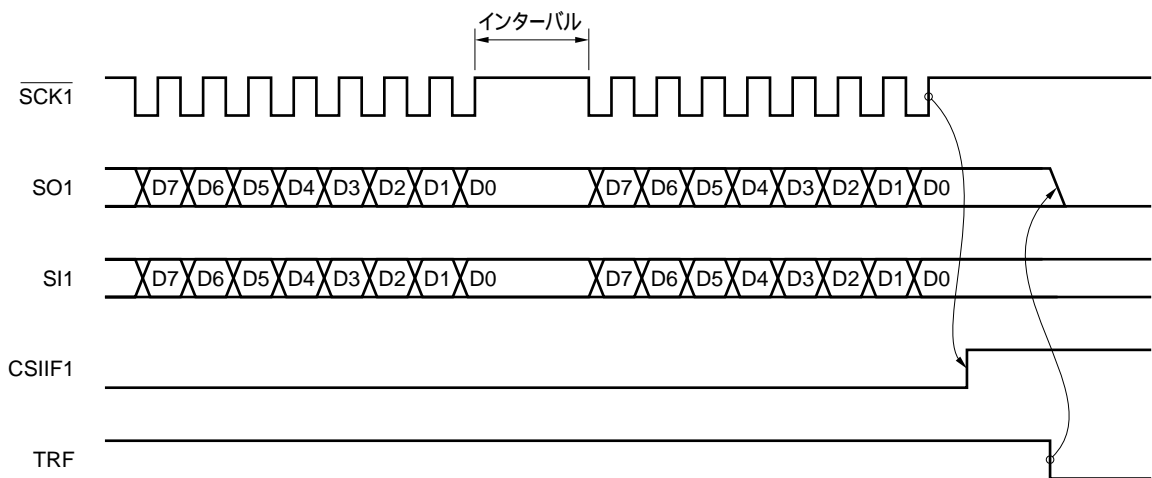 インターバル
SCK1
SO1 D7 D6 D5 D4 D3 D2 D1 D0 D7 D6 D5 D4 D3 D2 D1 D0
SI1 D7 D6 D5 D4 D3 D2 D1 D0 D7 D6 D5 D4 D3 D2 D1 D0
CSIIF1
TRF